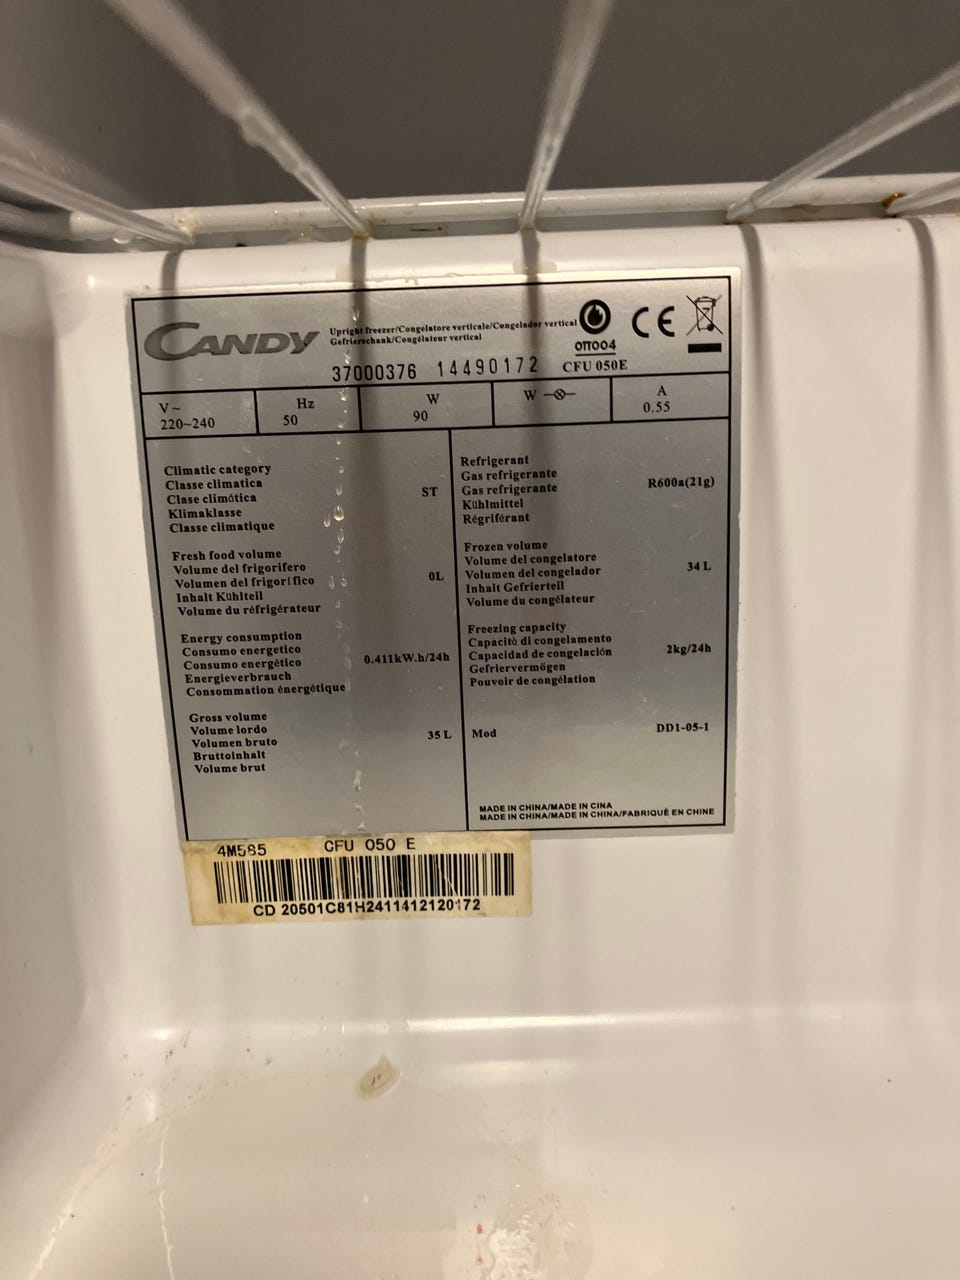 CANDY
Upright freezer/Congelatore verticale/Congelador vertical
Gefrierschank/Congélateur vertical
OTT004
CE
37000376 14490172 CFU 050E
V~
220~240
Hz
50
W
90
W
A
0.55
Climatic category
Classe climatica
Clase climática
Klimaklasse
Classe climatique
ST
Refrigerant
Gas refrigerante
Gas refrigerante
Kühlmittel
Régriférant
R600a(21g)
Fresh food volume
Volume del frigorifero
Volumen del frigorífico
Inhalt Kühlteil
Volume du réfrigérateur
0L
Frozen volume
Volume del congelatore
Volumen del congelador
Inhalt Gefrierteil
Volume du congélateur
34 L
Energy consumption
Consumo energetico
Consumo energético
Energieverbrauch
Consommation énergétique
0.411kW.h/24h
Freezing capacity
Capacità di congelamento
Capacidad de congelación
Gefriervermögen
Pouvoir de congélation
2kg/24h
Gross volume
Volume lordo
Volumen bruto
Bruttoinhalt
Volume brut
35 L
Mod
DD1-05-1
MADE IN CHINA/MADE IN CINA
MADE IN CHINA/MADE IN CHINA/FABRIQUÉ EN CHINE
4M585 CFU 050 E
CD 20501C81H2411412120172